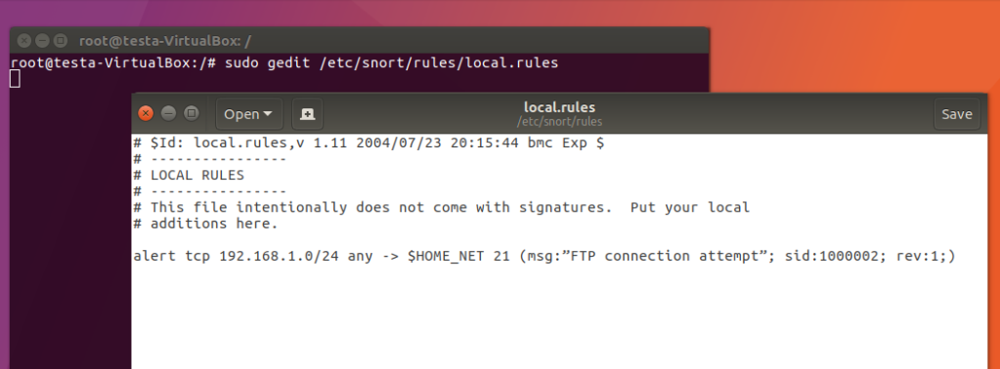 root@testa-VirtualBox: /
root@testa-VirtualBox:/# sudo gedit /etc/snort/rules/local.rules
Open
local.rules
/etc/snort/rules
Save
# $Id: local.rules,v 1.11 2004/07/23 20:15:44 bmc Exp $
# ----------------
# LOCAL RULES
# ----------------
# This file intentionally does not come with signatures.  Put your local
# additions here.
alert tcp 192.168.1.0/24 any -> $HOME_NET 21 (msg:”FTP connection attempt”; sid:1000002; rev:1;)